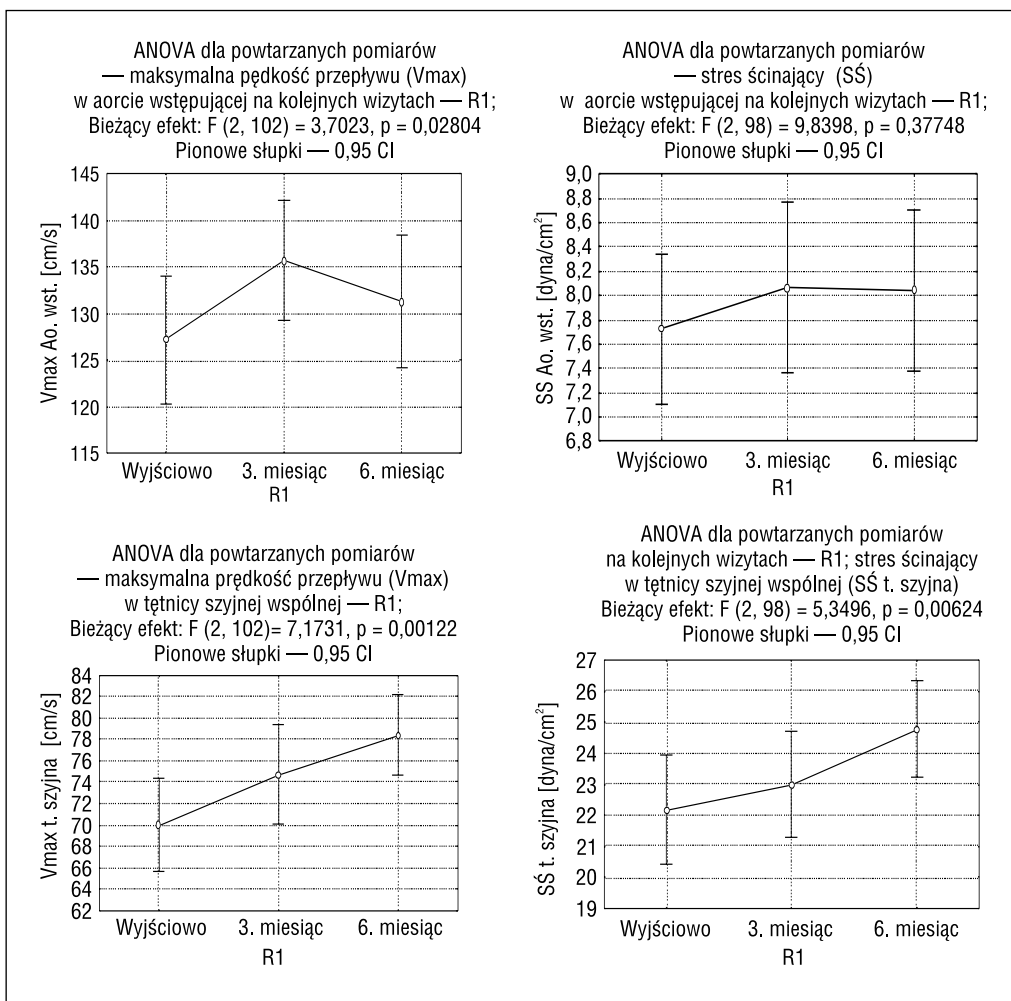 ANOVA dla powtarzanych pomiarów
— maksymalna pędkość przepływu (Vmax)
w aorcie wstępującej na kolejnych wizytach — R1;
Bieżący efekt: F (2, 102) = 3,7023, p = 0,02804
Pionowe słupki — 0,95 CI
145
140
135
130
125
120
115
Vmax Ao. wst. [cm/s]
Wyjściowo 3. miesiąc 6. miesiąc
R1
ANOVA dla powtarzanych pomiarów
— stres ścinający (SŚ)
w aorcie wstępującej na kolejnych wizytach — R1;
Bieżący efekt: F (2, 98) = 9,8398, p = 0,37748
Pionowe słupki — 0,95 CI
9,0
8,8
8,6
8,4
8,2
8,0
7,8
7,6
7,4
7,2
7,0
6,8
SŚ Ao. wst. [dyna/cm²]
Wyjściowo 3. miesiąc 6. miesiąc
R1
ANOVA dla powtarzanych pomiarów
— maksymalna prędkość przepływu (Vmax)
w tętnicy szyjnej wspólnej — R1;
Bieżący efekt: F (2, 102)= 7,1731, p = 0,00122
Pionowe słupki — 0,95 CI
84
82
80
78
76
74
72
70
68
66
64
62
Vmax t. szyjna [cm/s]
Wyjściowo 3. miesiąc 6. miesiąc
R1
ANOVA dla powtarzanych pomiarów
na kolejnych wizytach — R1; stres ścinający
w tętnicy szyjnej wspólnej (SŚ t. szyjna)
Bieżący efekt: F (2, 98) = 5,3496, p = 0,00624
Pionowe słupki — 0,95 CI
27
26
25
24
23
22
21
20
19
SŚ t. szyjna [dyna/cm²]
Wyjściowo 3. miesiąc 6. miesiąc
R1